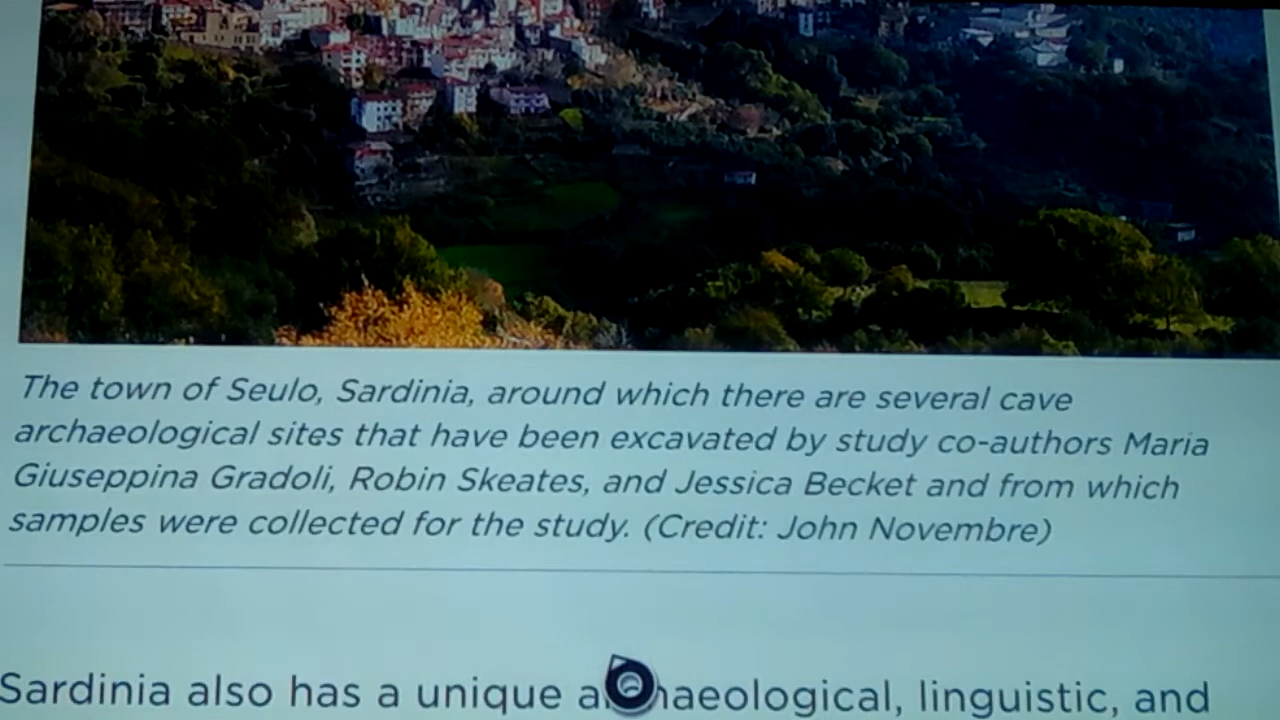 The town of Seulo, Sardinia, around which there are several cave
archaeological sites that have been excavated by study co-authors Maria
Giuseppina Gradoli, Robin Skeates, and Jessica Becket and from which
samples were collected for the study. (Credit: John Novembre)
Sardinia also has a unique linguistic, and